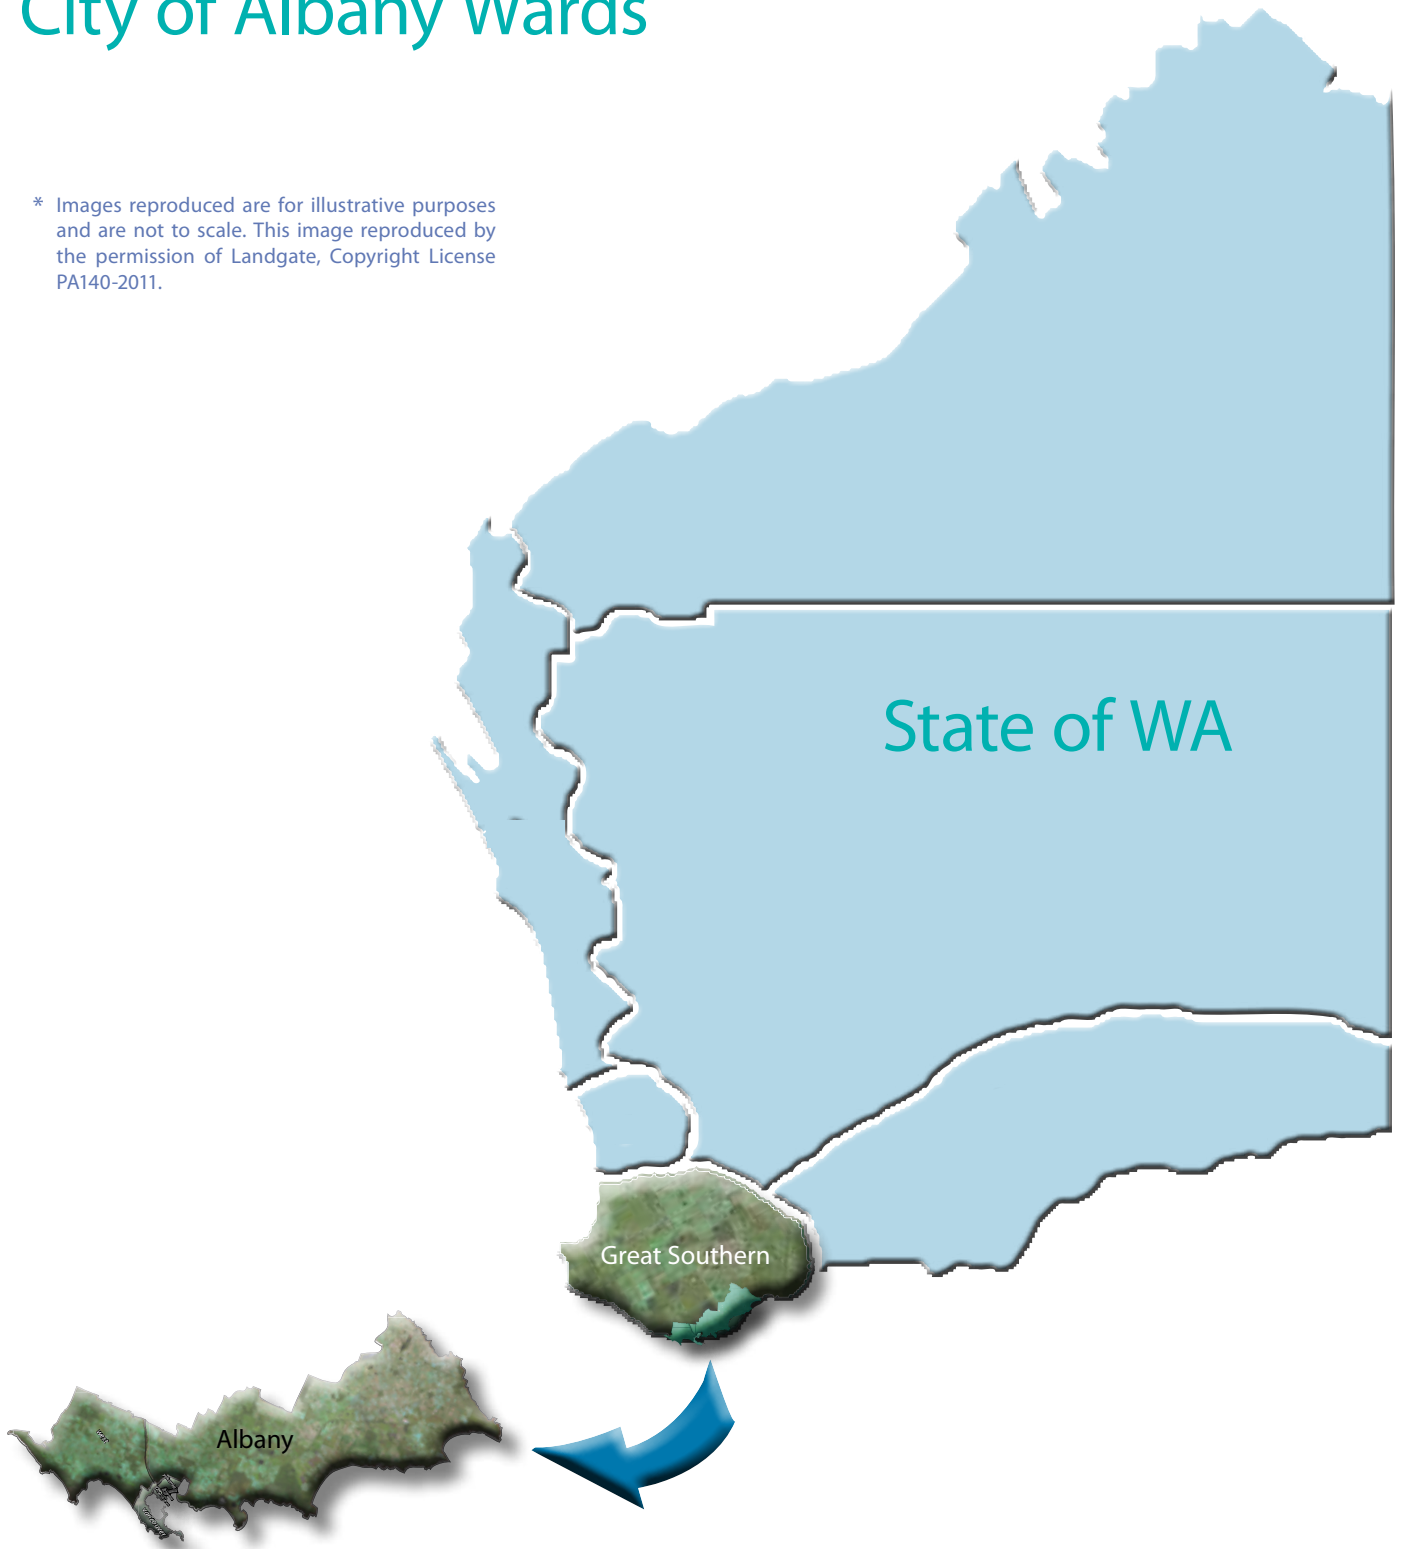 City of Albany Wards
* Images reproduced are for illustrative purposes
and are not to scale. This image reproduced by
the permission of Landgate, Copyright License
PA140-2011.
State of WA
Great Southern
Albany